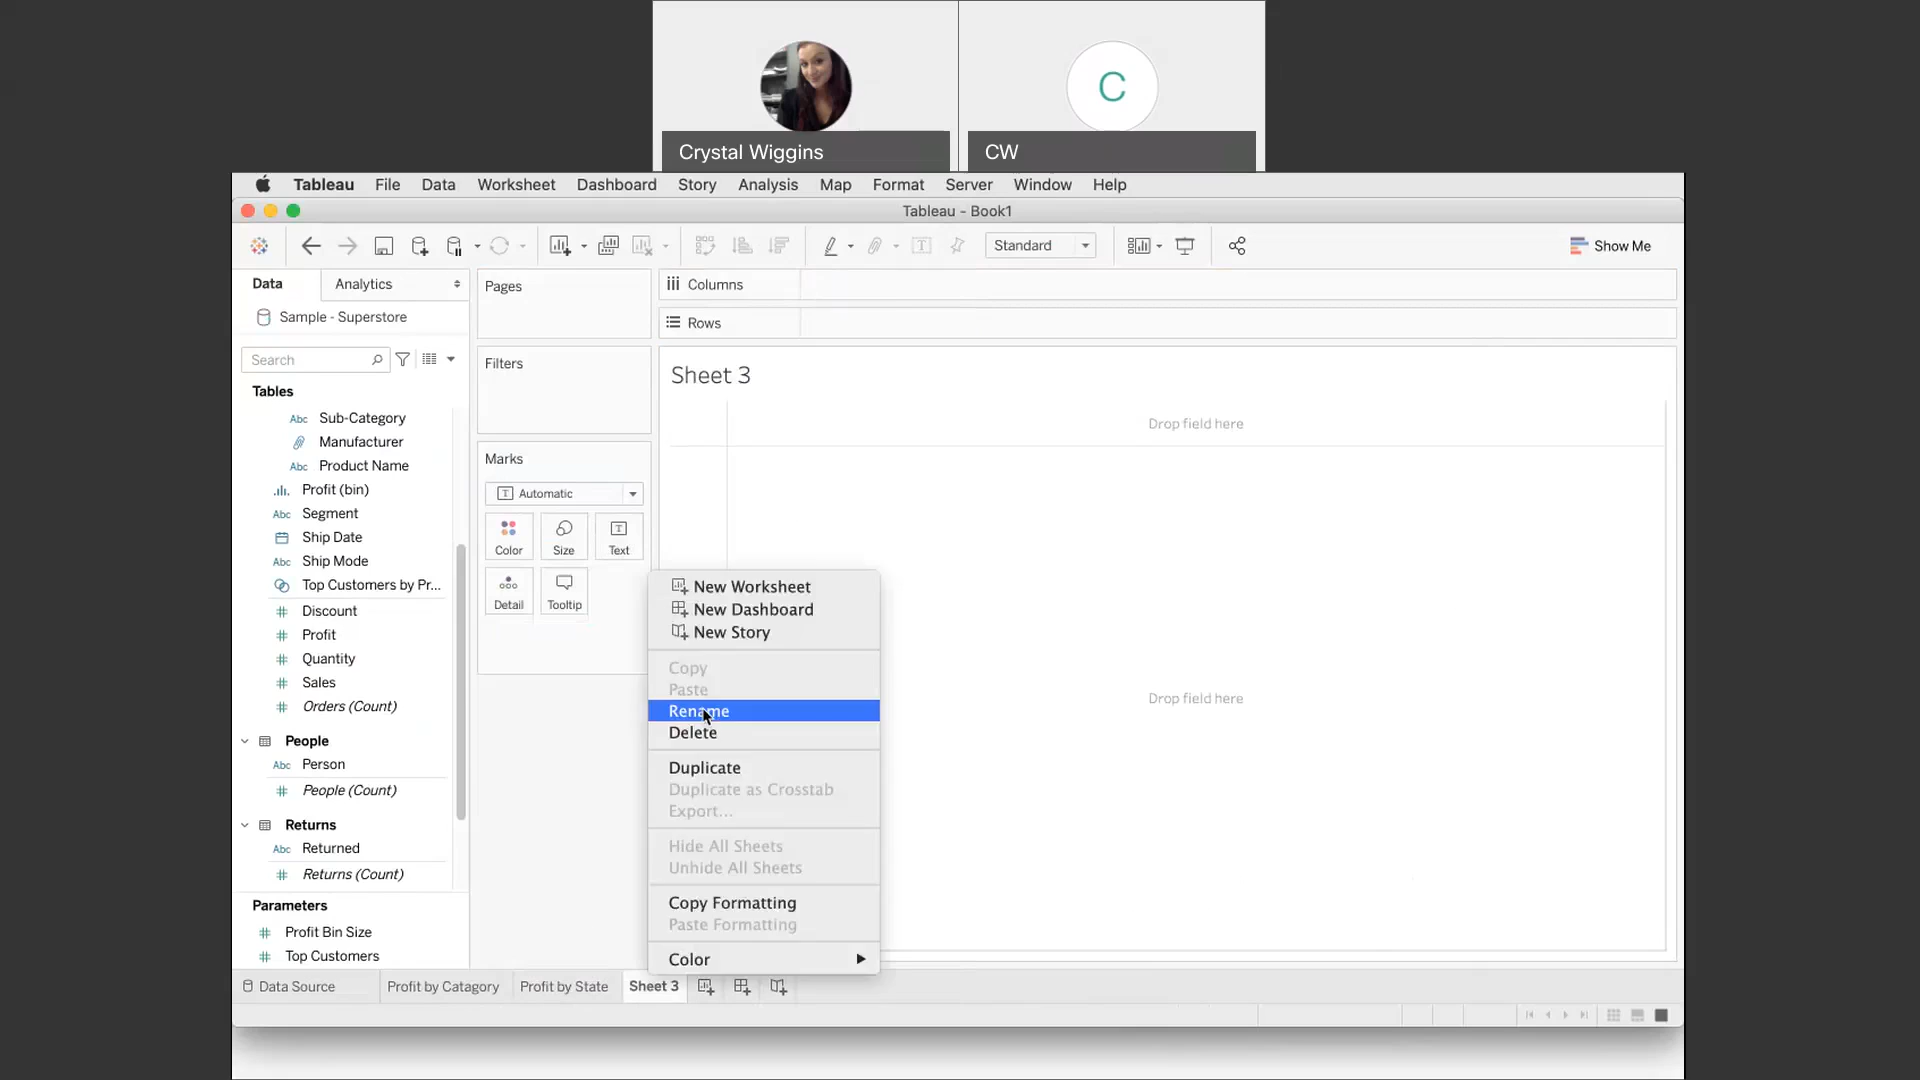 C
Crystal Wiggins
CW
Tableau File Data Worksheet Dashboard Story Analysis Map Format Server Window Help
Tableau - Book1
Standard
Show Me
Data
Analytics
Sample - Superstore
Search
Tables
Sub-Category
Manufacturer
Product Name
Profit (bin)
Segment
Ship Date
Ship Mode
Top Customers by Pr...
Discount
Profit
Quantity
Sales
Orders (Count)
People
Person
People (Count)
Returns
Returned
Returns (Count)
Parameters
Profit Bin Size
Top Customers
Abc
Abc
Abc
Abc
Abc
Abc
Pages
Filters
Marks
Automatic
Color
Size
Text
Detail
Tooltip
Columns
Rows
Sheet 3
Drop field here
Drop field here
New Worksheet
New Dashboard
New Story
Copy
Paste
Rename
Delete
Duplicate
Duplicate as Crosstab
Export...
Hide All Sheets
Unhide All Sheets
Copy Formatting
Paste Formatting
Color
Data Source
Profit by Catagory
Profit by State
Sheet 3